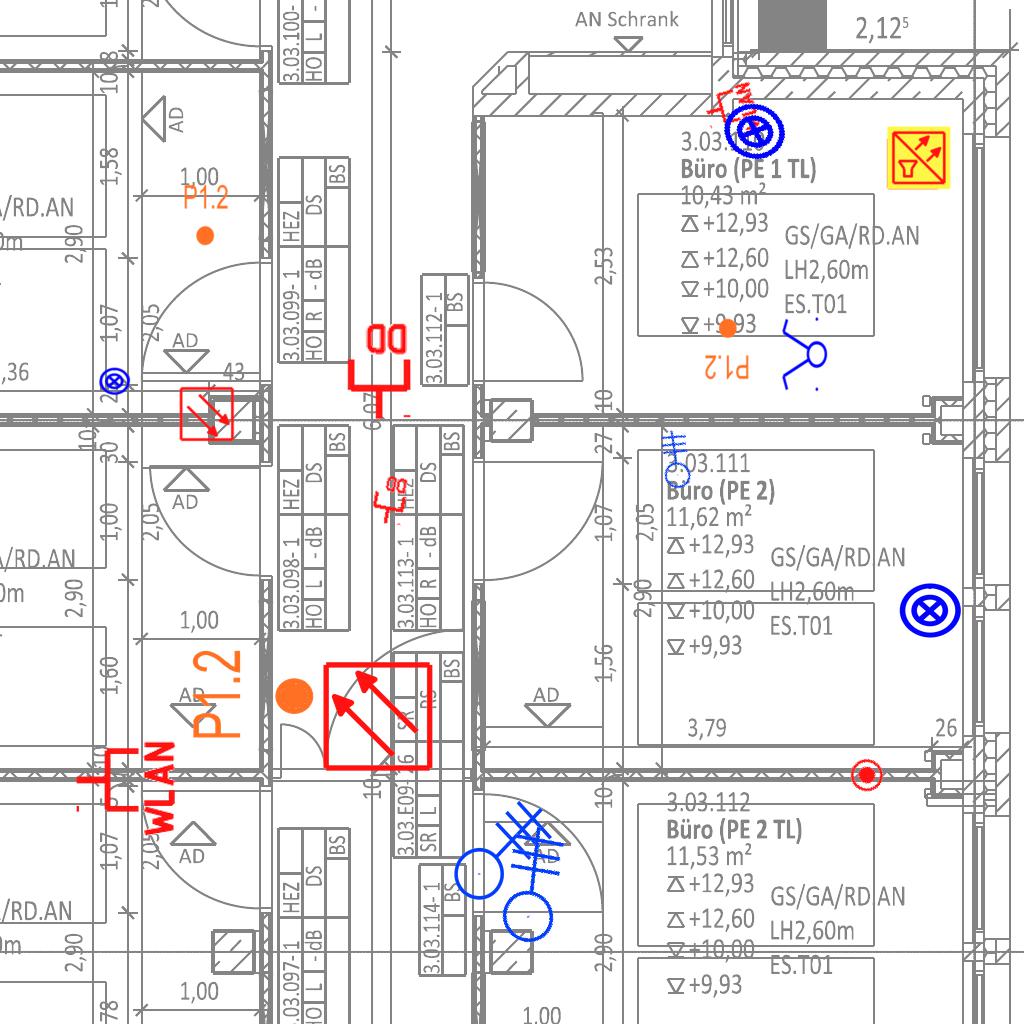 AN Schrank
2,12⁵
3.03.100-
HO L -
AD
1,58
1,00
P1.2
/RD.AN
2,90
1,07
2,05
AD
43
,36
HEZ
DS
BS
3.03.099-1
HO R - dB
3.03.112-1
BS
DD
6,07
WLAN
Büro (PE 1 TL)
10,43 m²
+12,93
+12,60
+10,00
+9,93
GS/GA/RD.AN
LH2,60m
ES.T01
2,53
P1.2
10
27
10
30
AD
1,00
2,05
HEZ
DS
BS
3.03.098-1
HO L - dB
HEZ
DS
BS
3.03.113-1
HO R - dB
3.03.111
Büro (PE 2)
11,62 m²
+12,93
+12,60
+10,00
+9,93
GS/GA/RD.AN
LH2,60m
ES.T01
1,07
2,05
2,90
/RD.AN
2,90
1,00
1,60
AD
P1.2
SR
BS
SR L
1,56
AD
3,79
26
WLAN
10
10
3.03.112
Büro (PE 2 TL)
11,53 m²
+12,93
+12,60
+10,00
+9,93
GS/GA/RD.AN
LH2,60m
ES.T01
1,07
2,05
AD
AD
HEZ
DS
BS
3.03.097-1
HO L - dB
3.03.114-1
BS
A/RD.AN
2,90
2,90
1,00
1,00
78